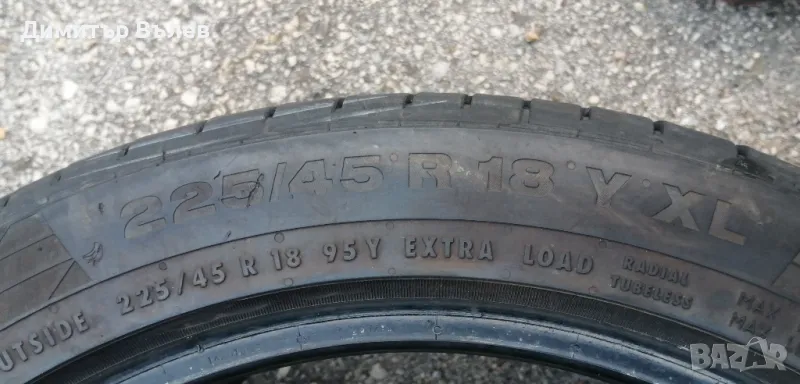 Димитър Вълев
225/45 R 18 Y XL
OUTSIDE 225/45 R 18 95Y EXTRA LOAD RADIAL TUBELESS
MAX
MAX
BAZAR